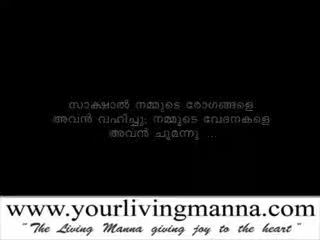 സാക്ഷാൽ നമ്മുടെ രോഗങ്ങളെ
അവൻ വഹിച്ചു; നമ്മുടെ വേദനകളെ
അവൻ ചുമന്നു ...
www.yourlivingmanna.com
"The Living Manna giving joy to the heart"